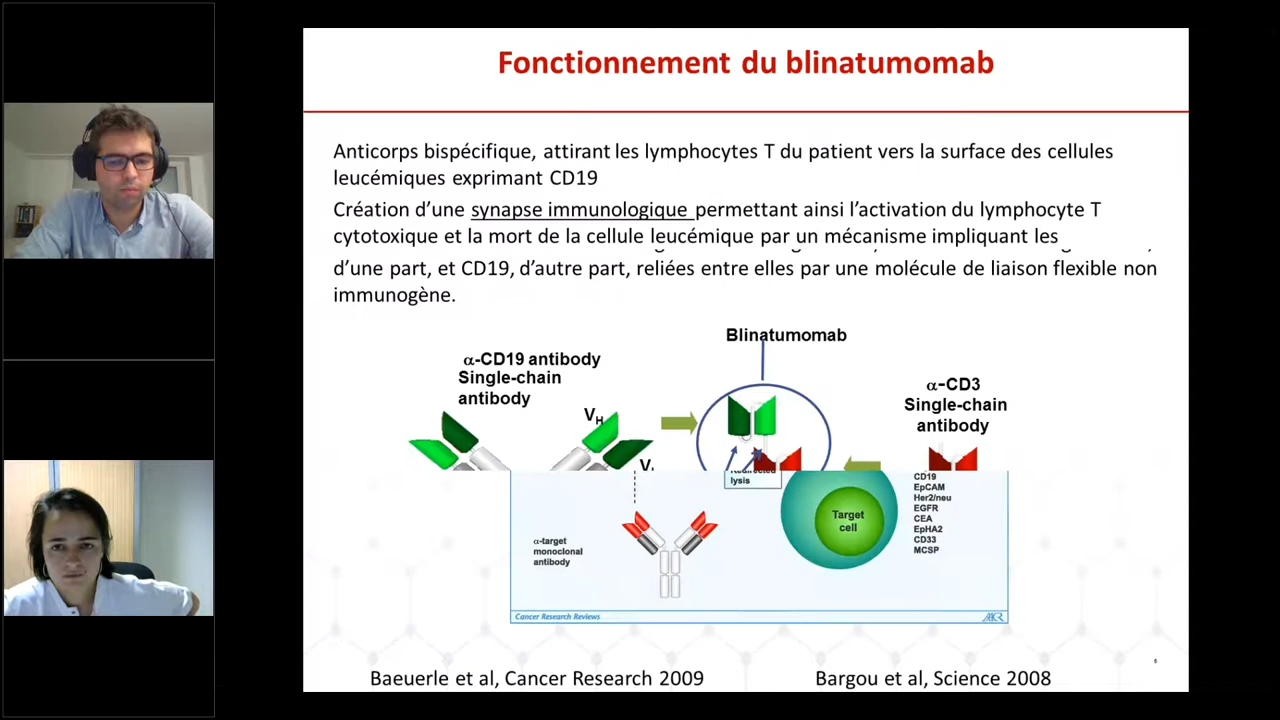 Fonctionnement du blinatumomab
Anticorps bispécifique, attirant les lymphocytes T du patient vers la surface des cellules
leucémiques exprimant CD19
Création d'une synapse immunologique permettant ainsi l'activation du lymphocyte T
cytotoxique et la mort de la cellule leucémique par un mécanisme impliquant les
d'une part, et CD19, d'autre part, reliées entre elles par une molécule de liaison flexible non
immunogène.
Blinatumomab
α-CD19 antibody
Single-chain
antibody
VH
α-CD3
Single-chain
antibody
lysis
Target
cell
CD19
EpCAM
Her2/neu
EGFR
CEA
EpHA2
CD33
MCSP
α-target
monoclonal
antibody
Cancer Research Reviews
AACR
6
Baeuerle et al, Cancer Research 2009
Bargou et al, Science 2008